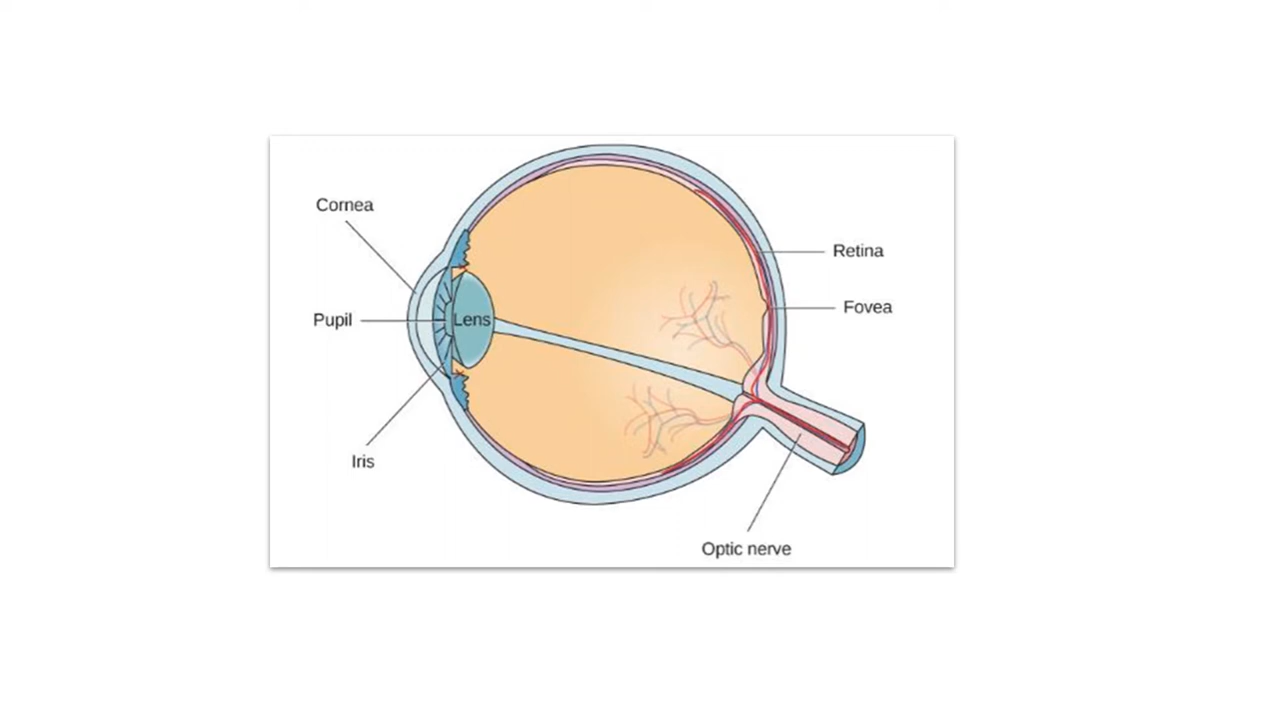 Cornea
Retina
Fovea
Pupil
Lens
Iris
Optic nerve